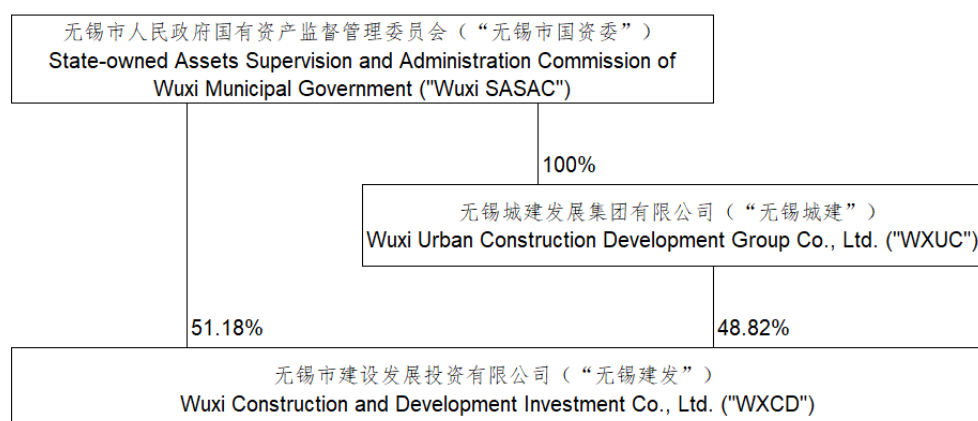 无锡市人民政府国有资产监督管理委员会（“无锡市国资委”）
State-owned Assets Supervision and Administration Commission of
Wuxi Municipal Government ("Wuxi SASAC")
100%
无锡城建发展集团有限公司（“无锡城建”）
Wuxi Urban Construction Development Group Co., Ltd. ("WXUC")
51.18%
48.82%
无锡市建设发展投资有限公司（“无锡建发”）
Wuxi Construction and Development Investment Co., Ltd. ("WXCD")